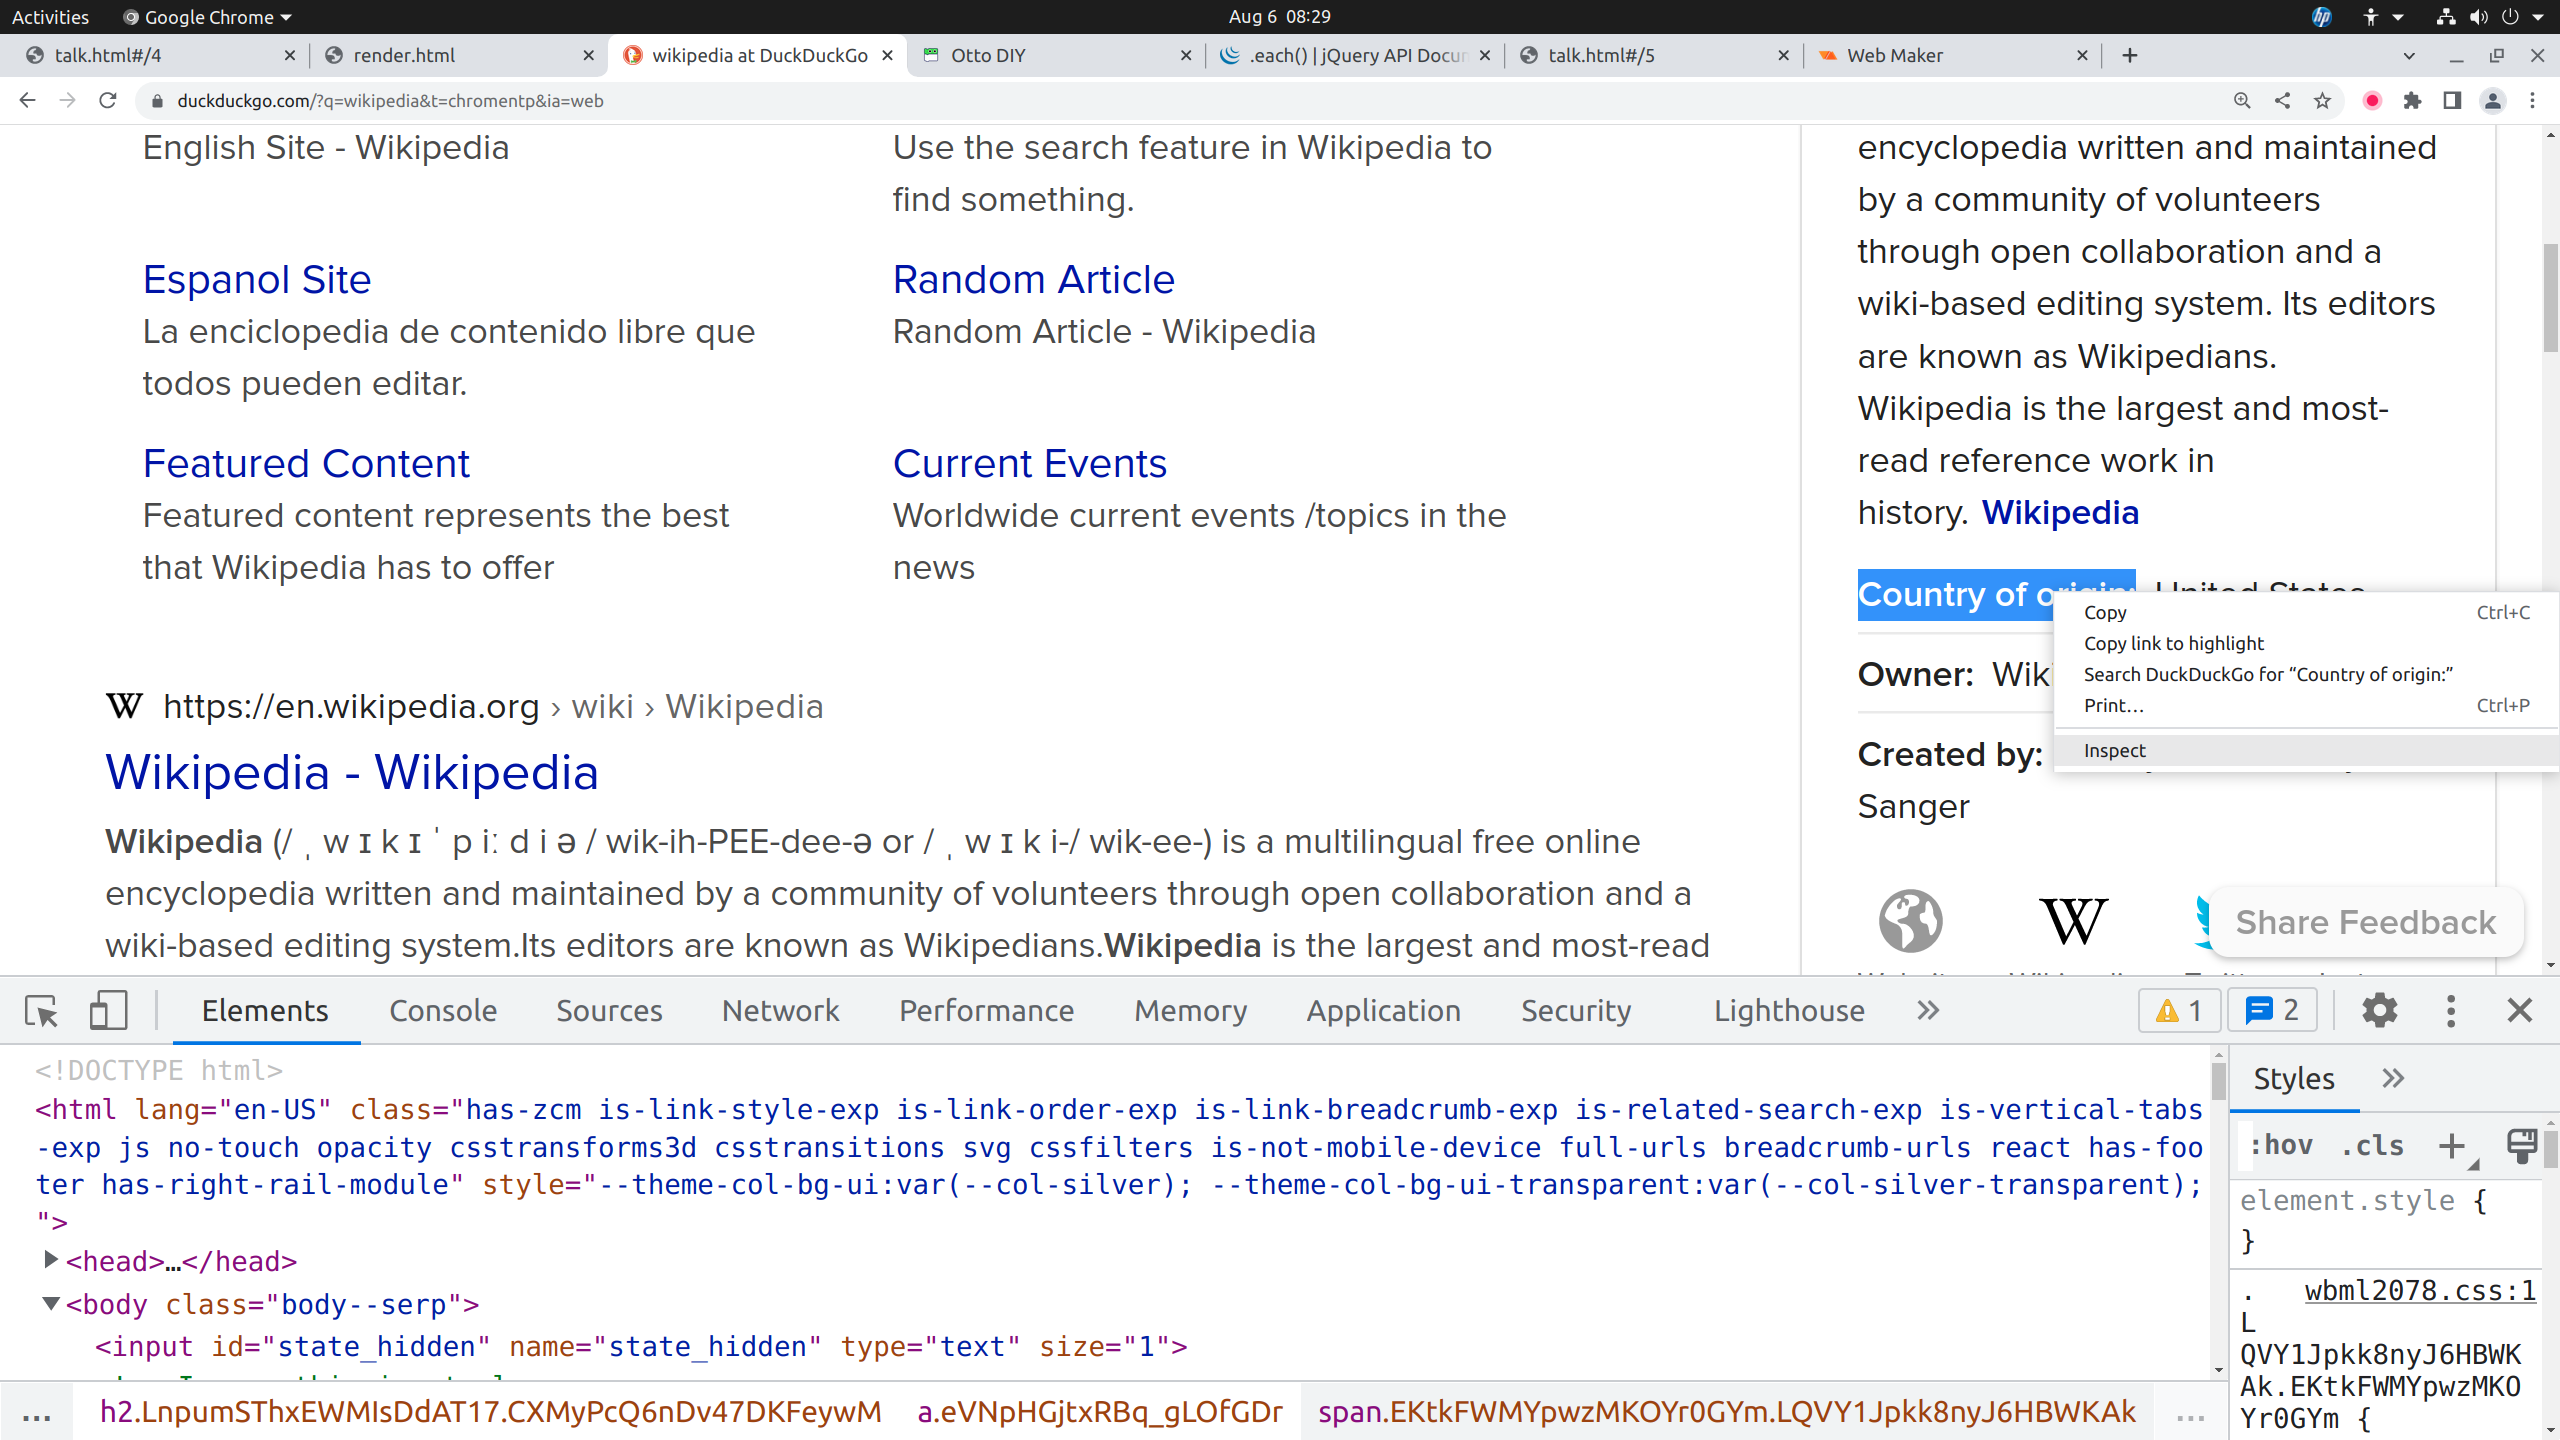 Activities
Google Chrome
Aug 6 08:29
talk.html#/4
render.html
wikipedia at DuckDuckGo
Otto DIY
.each() | jQuery API Docum
talk.html#/5
Web Maker
duckduckgo.com/?q=wikipedia&t=chromentp&ia=web
English Site - Wikipedia
Use the search feature in Wikipedia to
find something.
Espanol Site
La enciclopedia de contenido libre que
todos pueden editar.
Random Article
Random Article - Wikipedia
Featured Content
Featured content represents the best
that Wikipedia has to offer
Current Events
Worldwide current events /topics in the
news
W https://en.wikipedia.org › wiki › Wikipedia
Wikipedia - Wikipedia
Wikipedia (/ ˌ w ɪ k ɪ ˈ p iː d i ə / wik-ih-PEE-dee-ə or / ˌ w ɪ k i-/ wik-ee-) is a multilingual free online
encyclopedia written and maintained by a community of volunteers through open collaboration and a
wiki-based editing system.Its editors are known as Wikipedians.Wikipedia is the largest and most-read
encyclopedia written and maintained
by a community of volunteers
through open collaboration and a
wiki-based editing system. Its editors
are known as Wikipedians.
Wikipedia is the largest and most-
read reference work in
history. Wikipedia
Country of origin: United States
Owner: Wiki
Created by:
Sanger
Copy Ctrl+C
Copy link to highlight
Search DuckDuckGo for “Country of origin:”
Print… Ctrl+P
Inspect
W
Share Feedback
Elements
Console
Sources
Network
Performance
Memory
Application
Security
Lighthouse
1
2
<!DOCTYPE html>
<html lang="en-US" class="has-zcm is-link-style-exp is-link-order-exp is-link-breadcrumb-exp is-related-search-exp is-vertical-tabs
-exp js no-touch opacity csstransforms3d csstransitions svg cssfilters is-not-mobile-device full-urls breadcrumb-urls react has-foo
ter has-right-rail-module" style="--theme-col-bg-ui:var(--col-silver); --theme-col-bg-ui-transparent:var(--col-silver-transparent);
">
<head>…</head>
<body class="body--serp">
<input id="state_hidden" name="state_hidden" type="text" size="1">
... h2.LnpumSThxEWMIsDdAT17.CXMyPcQ6nDv47DKFeywM a.eVNpHGjtxRBq_gLOfGDr span.EKtkFWMYpwzMKOYr0GYm.LQVY1Jpkk8nyJ6HBWKAk ...
Styles
:hov .cls
element.style {
}
. wbml2078.css:1
L
QVY1Jpkk8nyJ6HBWK
Ak.EKtkFWMYpwzMKO
Yr0GYm {